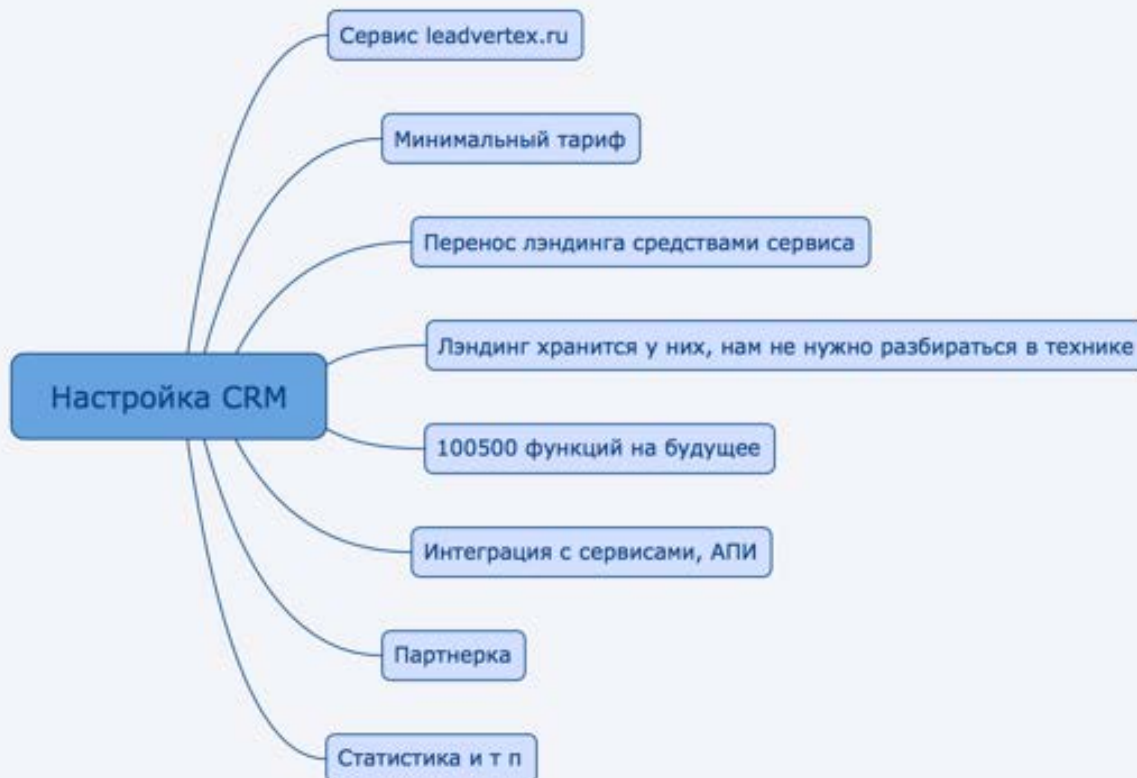 Сервис leadvertex.ru
Минимальный тариф
Перенос лэндинга средствами сервиса
Лэндинг хранится у них, нам не нужно разбираться в технике
Настройка CRM
100500 функций на будущее
Интеграция с сервисами, АПИ
Партнерка
Статистика и т п